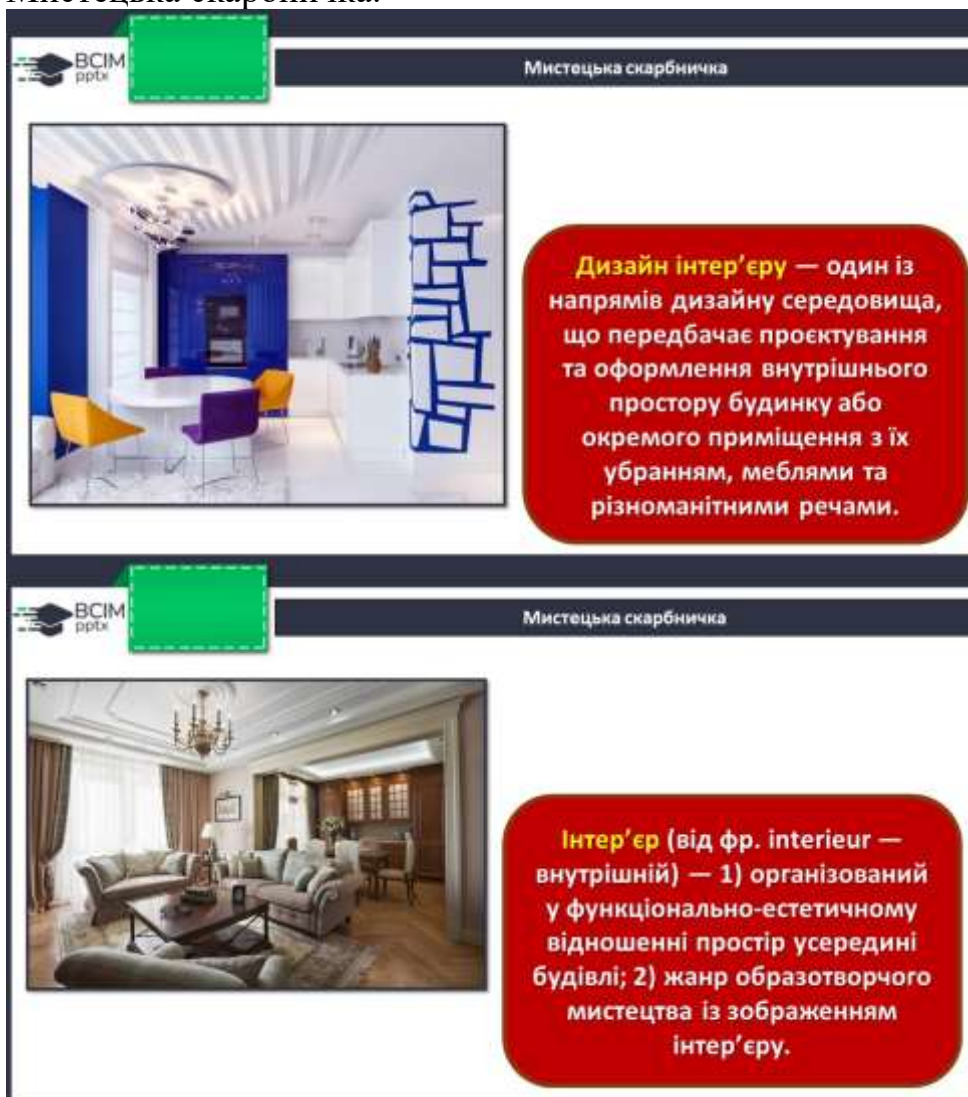 Мистецька скарбничка.
ВСІМ
pptx
Мистецька скарбничка
Дизайн інтер’єру — один із
напрямів дизайну середовища,
що передбачає проєктування
та оформлення внутрішнього
простору будинку або
окремого приміщення з їх
убранням, меблями та
різноманітними речами.
ВСІМ
pptx
Мистецька скарбничка
Інтер’єр (від фр. interieur —
внутрішній) — 1) організований
у функціонально-естетичному
відношенні простір усередині
будівлі; 2) жанр образотворчого
мистецтва із зображенням
інтер’єру.